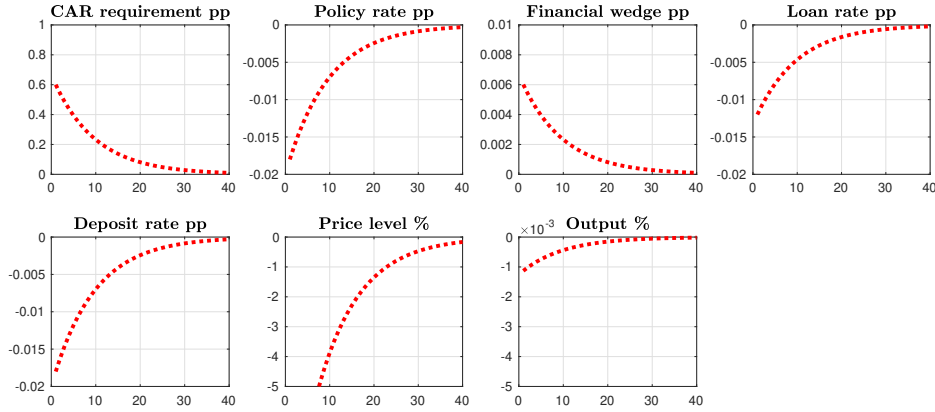 CAR requirement pp
Policy rate pp
Financial wedge pp
Loan rate pp
1
0.8
0.6
0.4
0.2
0
0 10 20 30 40
0
-0.005
-0.01
-0.015
-0.02
0 10 20 30 40
0.01
0.008
0.006
0.004
0.002
0
0 10 20 30 40
0
-0.005
-0.01
-0.015
-0.02
0 10 20 30 40
Deposit rate pp
Price level %
×10⁻³ Output %
0
-0.005
-0.01
-0.015
-0.02
0 10 20 30 40
0
-1
-2
-3
-4
-5
0 10 20 30 40
0
-1
-2
-3
-4
-5
0 10 20 30 40